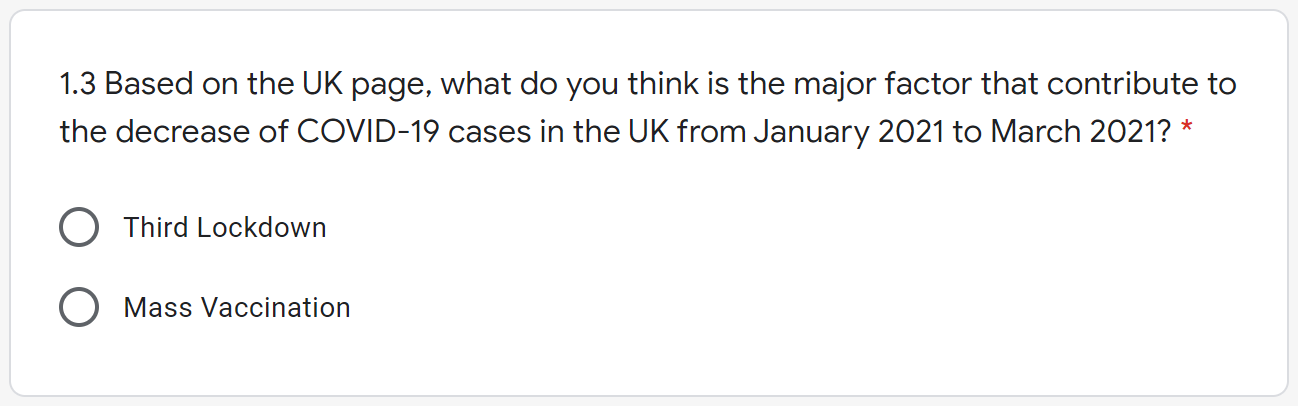 1.3 Based on the UK page, what do you think is the major factor that contribute to
the decrease of COVID-19 cases in the UK from January 2021 to March 2021? *
Third Lockdown
Mass Vaccination